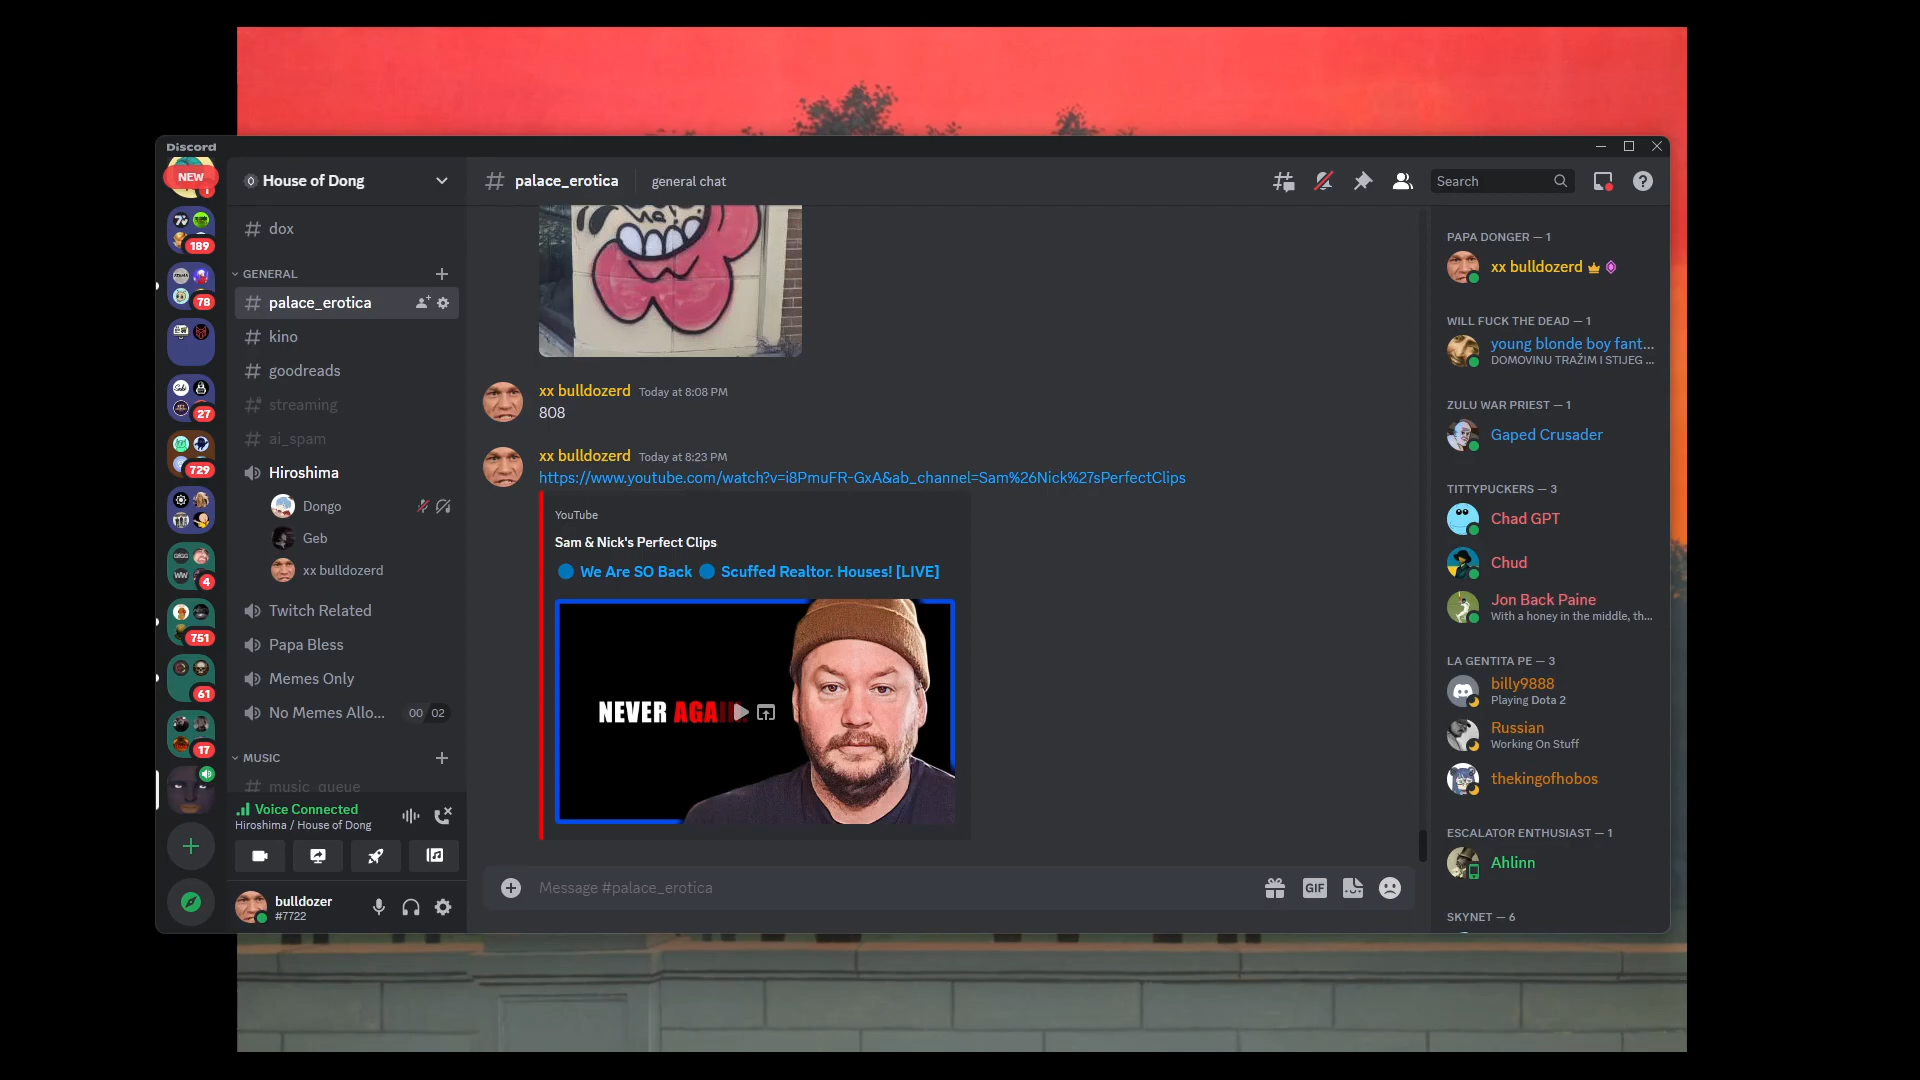 Discord
NEW
1
189
78
27
729
4
751
61
17
House of Dong
dox
GENERAL
palace_erotica
kino
goodreads
streaming
ai_spam
Hiroshima
Dongo
Geb
xx bulldozerd
Twitch Related
Papa Bless
Memes Only
No Memes Allo...
00 02
MUSIC
music_queue
Voice Connected
Hiroshima / House of Dong
bulldozer
#7722
palace_erotica
general chat
Search
xx bulldozerd Today at 8:08 PM
808
xx bulldozerd Today at 8:23 PM
https://www.youtube.com/watch?v=i8PmuFR-GxA&ab_channel=Sam%26Nick%27sPerfectClips
YouTube
Sam & Nick's Perfect Clips
🔵 We Are SO Back 🔵 Scuffed Realtor. Houses! [LIVE]
NEVER AGAIN
Message #palace_erotica
GIF
PAPA DONGER — 1
xx bulldozerd
WILL FUCK THE DEAD — 1
young blonde boy fant...
DOMOVINU TRAŽIM I STIJEG ...
ZULU WAR PRIEST — 1
Gaped Crusader
TITTYPUCKERS — 3
Chad GPT
Chud
Jon Back Paine
With a honey in the middle, th...
LA GENTITA PE — 3
billy9888
Playing Dota 2
Russian
Working On Stuff
thekingofhobos
ESCALATOR ENTHUSIAST — 1
Ahlinn
SKYNET — 6